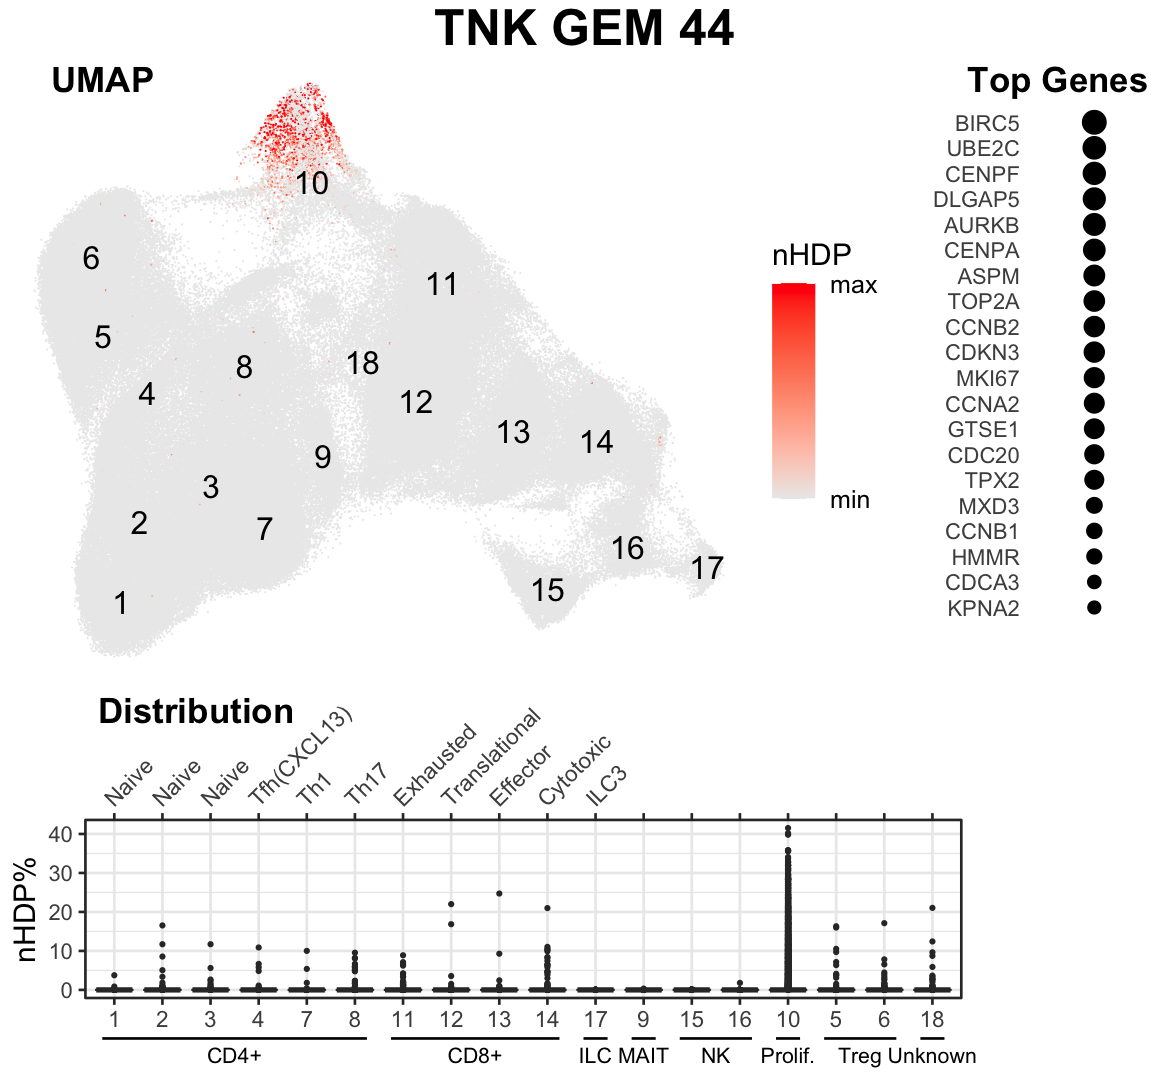 TNK GEM 44
UMAP
Top Genes
10
6
11
5
8
18
4
12
13
14
9
3
2
7
16
17
15
1
nHDP
max
min
BIRC5
UBE2C
CENPF
DLGAP5
AURKB
CENPA
ASPM
TOP2A
CCNB2
CDKN3
MKI67
CCNA2
GTSE1
CDC20
TPX2
MXD3
CCNB1
HMMR
CDCA3
KPNA2
Distribution
Naive
Naive
Naive
Tfh(CXCL13)
Th1
Th17
Exhausted
Translational
Effector
Cytotoxic
ILC3
nHDP%
40
30
20
10
0
1 2 3 4 7 8 11 12 13 14 17 9 15 16 10 5 6 18
CD4+ CD8+ ILC MAIT NK Prolif. Treg Unknown